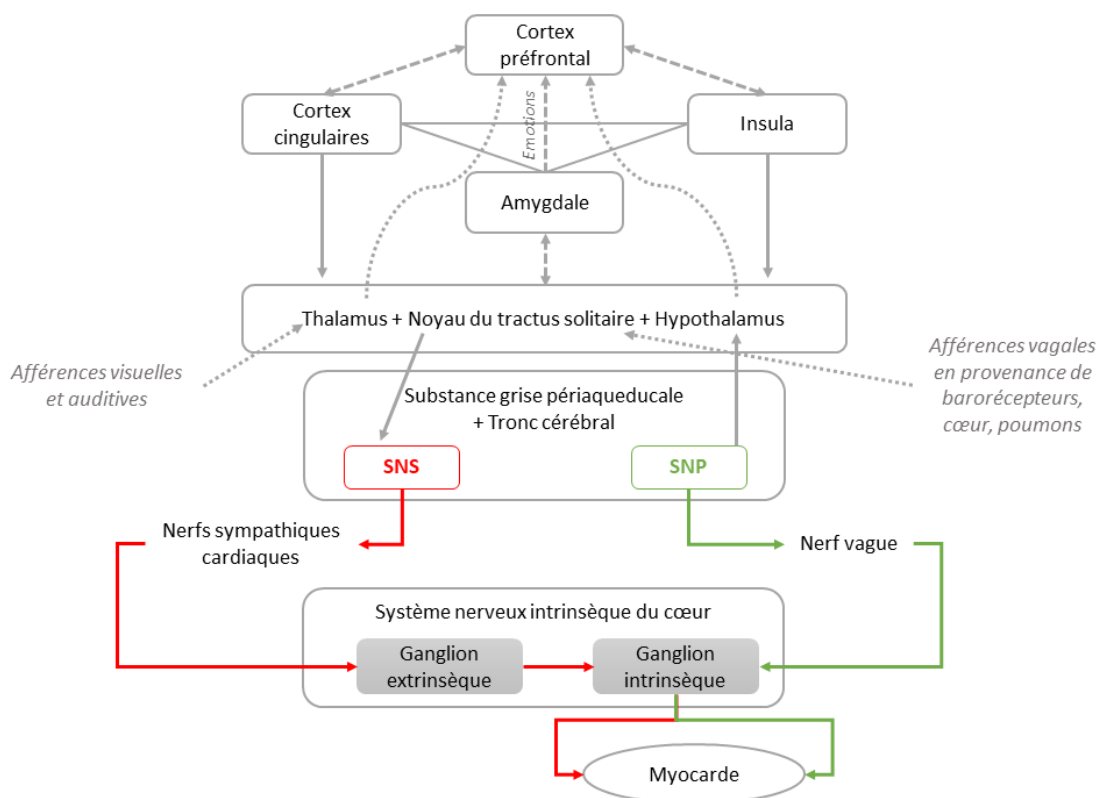 Cortex
préfrontal
Cortex
cingulaires
Emotions
Insula
Amygdale
Thalamus + Noyau du tractus solitaire + Hypothalamus
Afférences visuelles
et auditives
Afférences vagales
en provenance de
barorécepteurs,
cœur, poumons
Substance grise périaqueducale
+ Tronc cérébral
SNS
SNP
Nerfs sympathiques
cardiaques
Nerf vague
Système nerveux intrinsèque du cœur
Ganglion
extrinsèque
Ganglion
intrinsèque
Myocarde